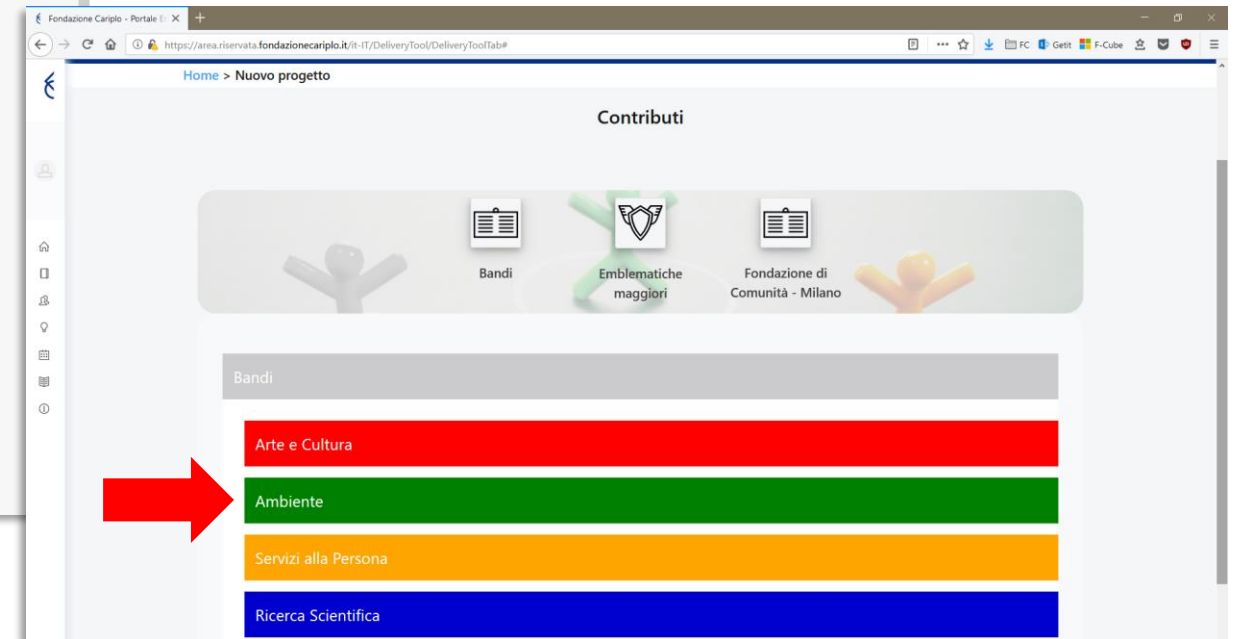 Fondazione Cariplo - Portale
https://area.riservata.fondazionecariplo.it/it-IT/DeliveryTool/DeliveryToolTab#
FC Getit F-Cube
Home > Nuovo progetto
Contributi
Bandi
Emblematiche
maggiori
Fondazione di
Comunità - Milano
Bandi
Arte e Cultura
Ambiente
Servizi alla Persona
Ricerca Scientifica